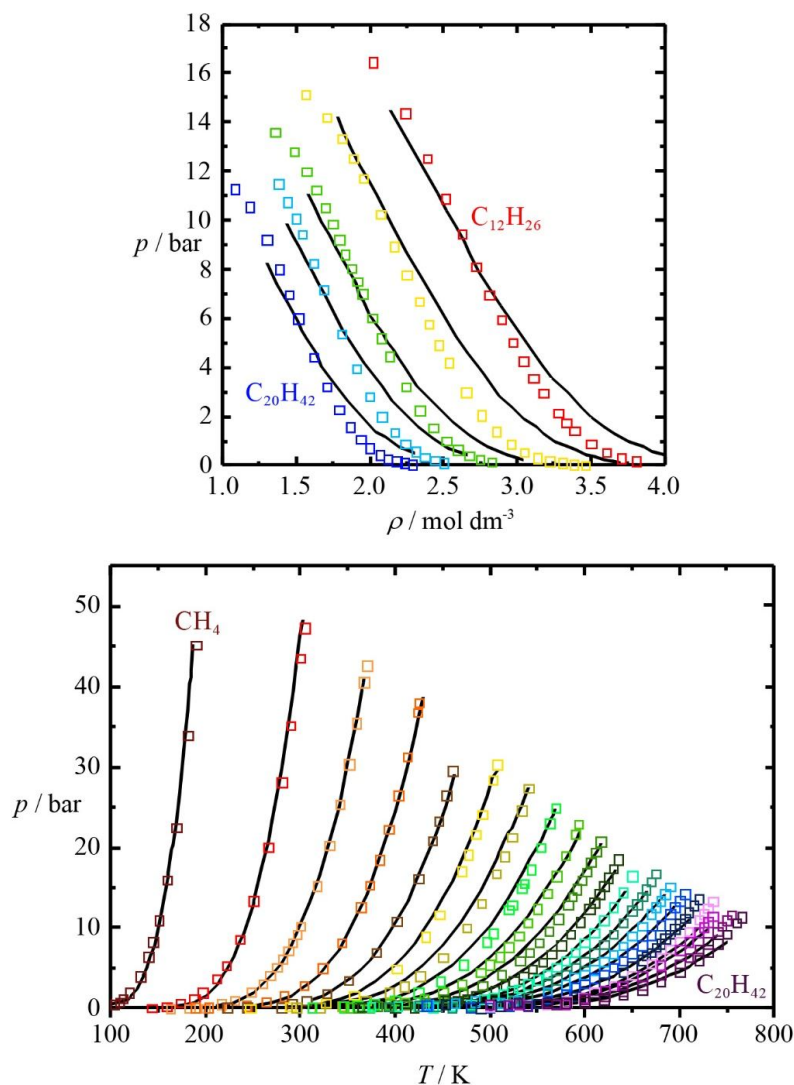 18
16
14
12
10
8
6
4
2
0
p / bar
C₁₂H₂₆
C₂₀H₄₂
1.0 1.5 2.0 2.5 3.0 3.5 4.0
ρ / mol dm⁻³
50
40
30
20
10
0
p / bar
CH₄
C₂₀H₄₂
100 200 300 400 500 600 700 800
T / K